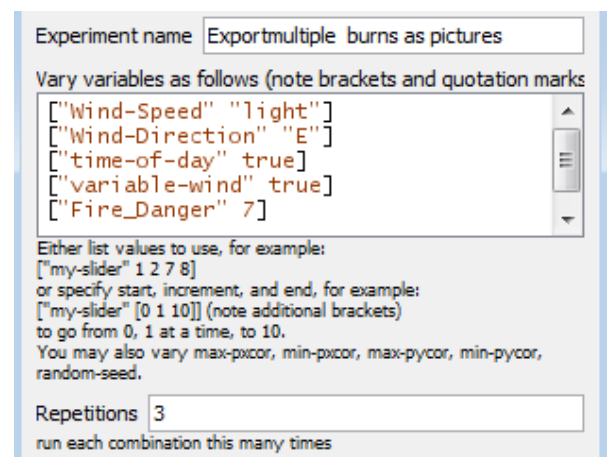 Experiment name Exportmultiple burns as pictures
Vary variables as follows (note brackets and quotation marks
["Wind-Speed" "light"]
["Wind-Direction" "E"]
["time-of-day" true]
["variable-wind" true]
["Fire_Danger" 7]
Either list values to use, for example:
["my-slider" 1 2 7 8]
or specify start, increment, and end, for example:
["my-slider" [0 1 10]] (note additional brackets)
to go from 0, 1 at a time, to 10.
You may also vary max-pxcor, min-pxcor, max-pycor, min-pycor,
random-seed.
Repetitions 3
run each combination this many times